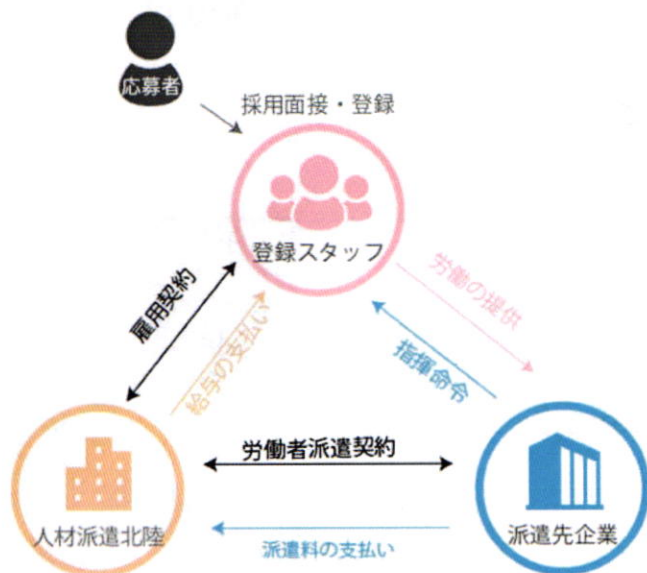 応募者
採用面接・登録
登録スタッフ
雇用契約
給与の支払い
労働の提供
指揮命令
労働者派遣契約
人材派遣北陸
派遣先企業
派遣料の支払い